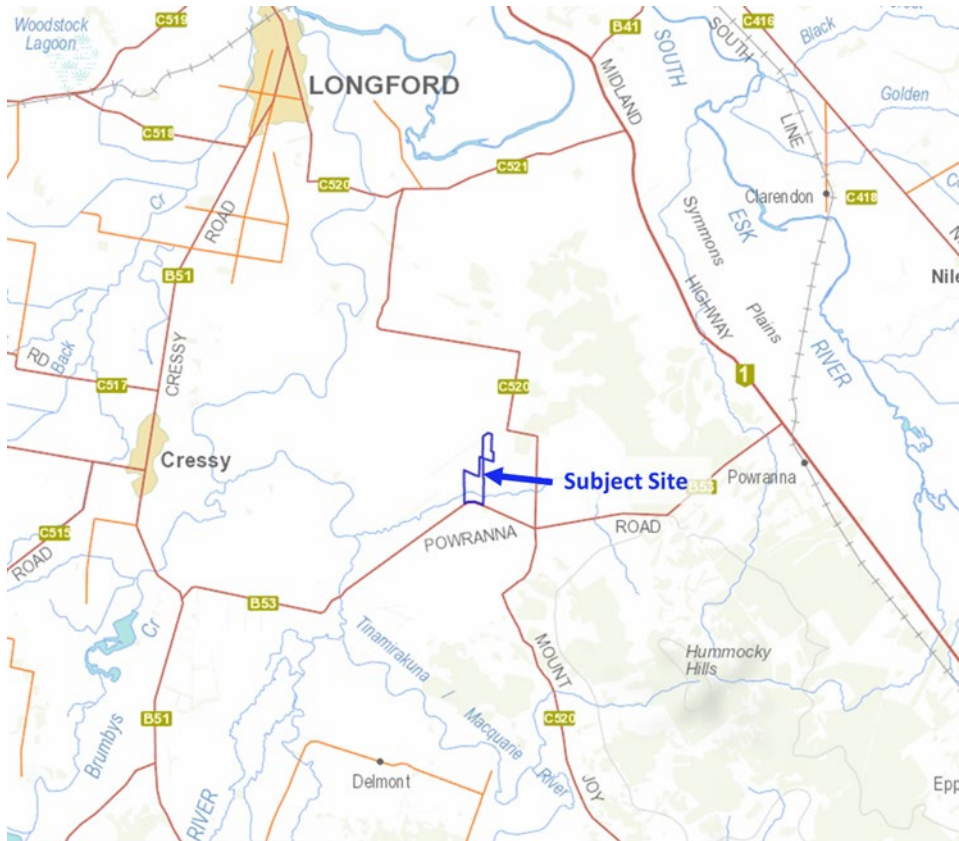 C519
Woodstock
Lagoon
B41
C416
SOUTH
SOUTH
Black
LONGFORD
MIDLAND
Golden
C518
LINE
C521
C520
Clarendon
C418
Cr
ROAD
ESK
Symmons
B51
HIGHWAY
Plains
Nile
RIVER
RD
Back
CRESSY
C517
C520
1
Cressy
Subject Site
Powranna
B53
C515
ROAD
POWRANNA
ROAD
B53
Cr
Tinamirakuna /
Macquarie
River
MOUNT
Hummocky
Hills
B51
C520
Brumbys
Delmont
JOY
RIVER
Epp